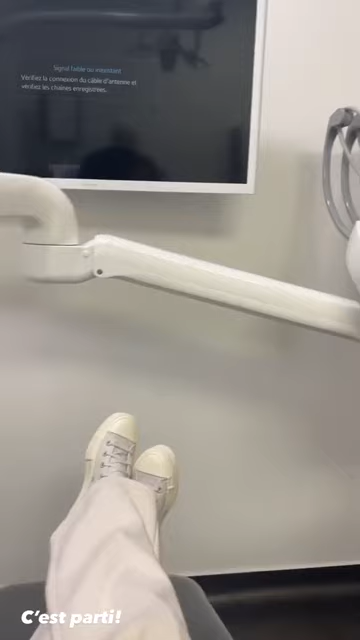 Signal faible ou inexistant
Vérifiez la connexion du câble d'antenne et
vérifiez les chaînes enregistrées.
C'est parti!